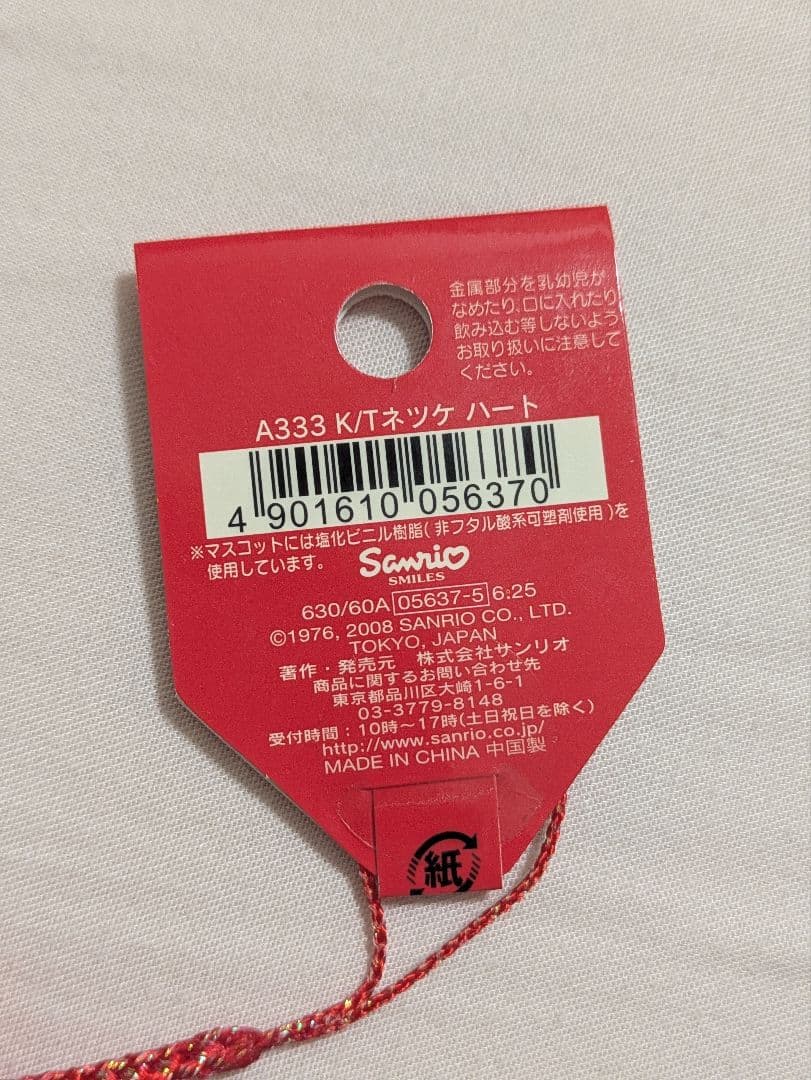 金属部分を乳幼児が
なめたり、口に入れたり
飲み込む等しないよう
お取り扱いに注意して
ください。
A333 K/Tネツケ ハート
4 901610 056370
※マスコットには塩化ビニル樹脂(非フタル酸系可塑剤使用)を
使用しています。
Sanrio
SMILES
630/60A 05637-5 6:25
©1976, 2008 SANRIO CO., LTD.
TOKYO, JAPAN
著作・発売元 株式会社サンリオ
商品に関するお問い合わせ先
東京都品川区大崎1-6-1
03-3779-8148
受付時間:10時〜17時(土日祝日を除く)
http://www.sanrio.co.jp/
MADE IN CHINA 中国製
紙